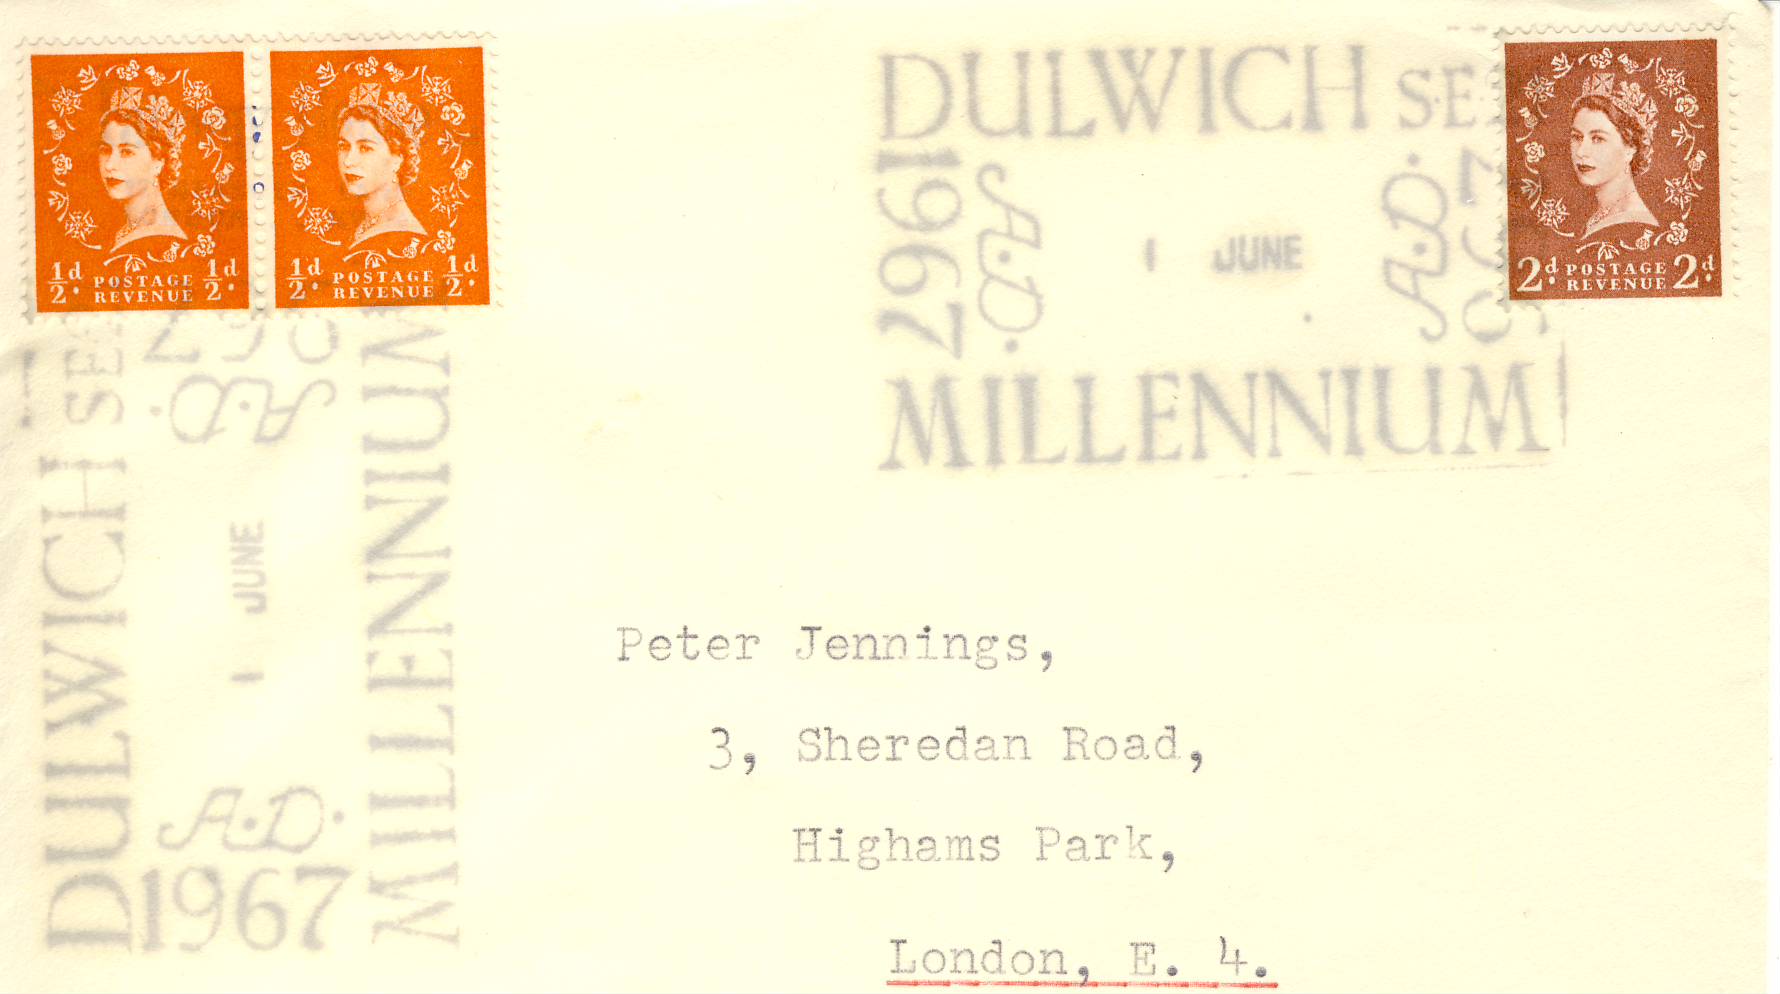 ½d. POSTAGE REVENUE ½d.
½d. POSTAGE REVENUE ½d.
2d. POSTAGE REVENUE 2d.
DULWICH S.E.
1967 A.D.
1 JUNE
A.D.
MILLENNIUM
DULWICH S.E.
A.D.
1 JUNE
A.D.
1967
MILLENNIUM
Peter Jennings,
3, Sheredan Road,
Highams Park,
London, E. 4.